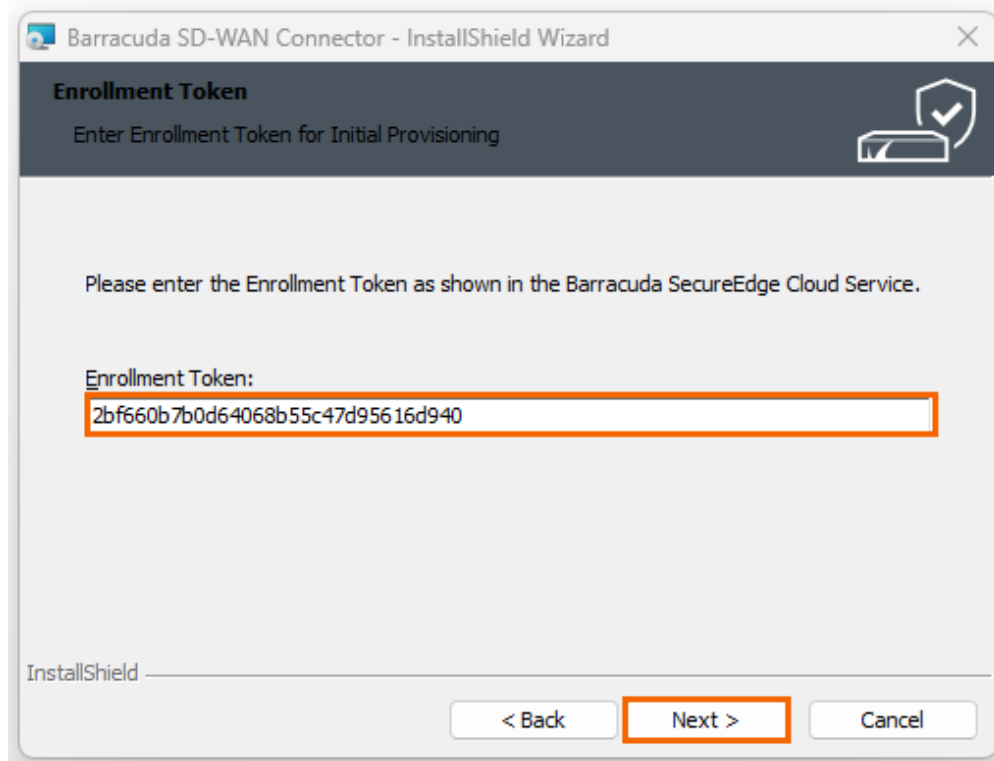 Barracuda SD-WAN Connector - InstallShield Wizard
Enrollment Token
Enter Enrollment Token for Initial Provisioning
Please enter the Enrollment Token as shown in the Barracuda SecureEdge Cloud Service.
Enrollment Token:
2bf660b7b0d64068b55c47d95616d940
InstallShield
< Back Next > Cancel